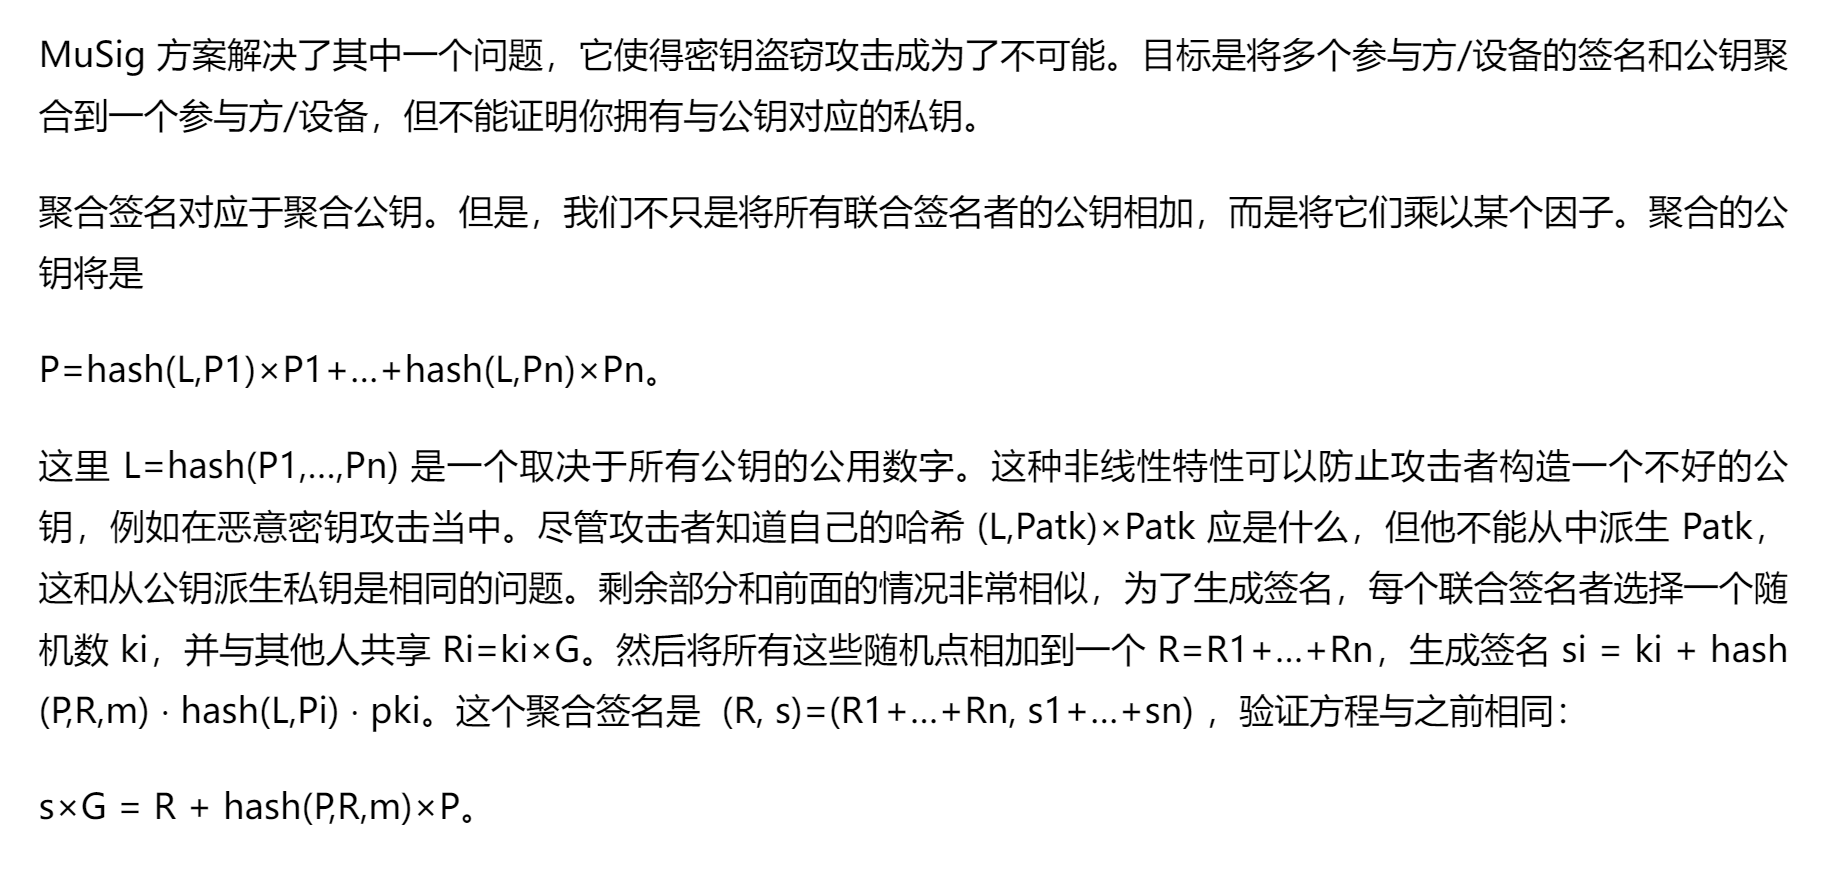 MuSig 方案解决了其中一个问题，它使得密钥盗窃攻击成为了不可能。目标是将多个参与方/设备的签名和公钥聚
合到一个参与方/设备，但不能证明你拥有与公钥对应的私钥。
聚合签名对应于聚合公钥。但是，我们不只是将所有联合签名者的公钥相加，而是将它们乘以某个因子。聚合的公
钥将是
P=hash(L,P1)×P1+…+hash(L,Pn)×Pn。
这里 L=hash(P1,…,Pn) 是一个取决于所有公钥的公用数字。这种非线性特性可以防止攻击者构造一个不好的公
钥，例如在恶意密钥攻击当中。尽管攻击者知道自己的哈希 (L,Patk)×Patk 应是什么，但他不能从中派生 Patk，
这和从公钥派生私钥是相同的问题。剩余部分和前面的情况非常相似，为了生成签名，每个联合签名者选择一个随
机数 ki，并与其他人共享 Ri=ki×G。然后将所有这些随机点相加到一个 R=R1+…+Rn，生成签名 si = ki + hash
(P,R,m) · hash(L,Pi) · pki。这个聚合签名是（R, s)=(R1+…+Rn, s1+…+sn) ，验证方程与之前相同：
s×G = R + hash(P,R,m)×P。